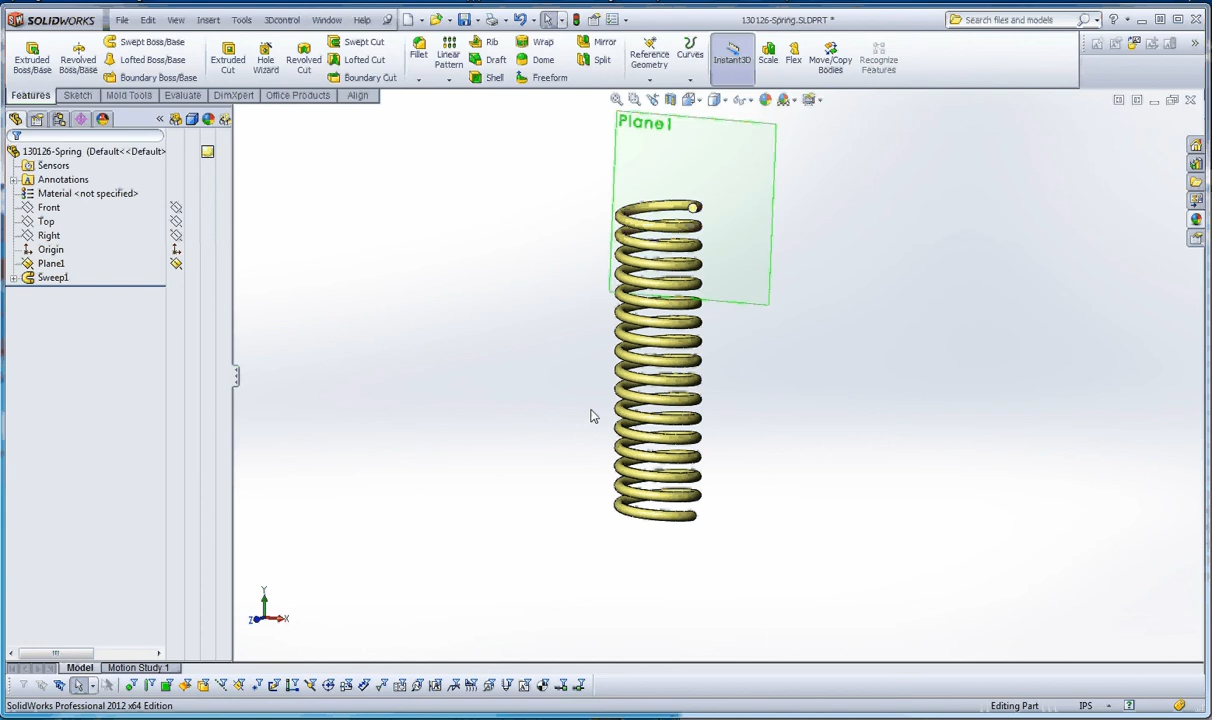 SOLIDWORKS File Edit View Insert Tools 3Dcontrol Window Help 130126-Spring.SLDPRT * Search files and models
Extruded Boss/Base
Revolved Boss/Base
Swept Boss/Base
Lofted Boss/Base
Boundary Boss/Base
Extruded Cut
Hole Wizard
Revolved Cut
Swept Cut
Lofted Cut
Boundary Cut
Fillet
Linear Pattern
Rib
Draft
Shell
Wrap
Dome
Freeform
Mirror
Split
Reference Geometry
Curves
Instant3D
Scale
Flex
Move/Copy Bodies
Recognize Features
Features Sketch Mold Tools Evaluate DimXpert Office Products Align
130126-Spring (Default<<Default>
Sensors
Annotations
Material <not specified>
Front
Top
Right
Origin
Plane1
Sweep1
Plane1
Y
Z X
Model Motion Study 1
SolidWorks Professional 2012 x64 Edition Editing Part IPS